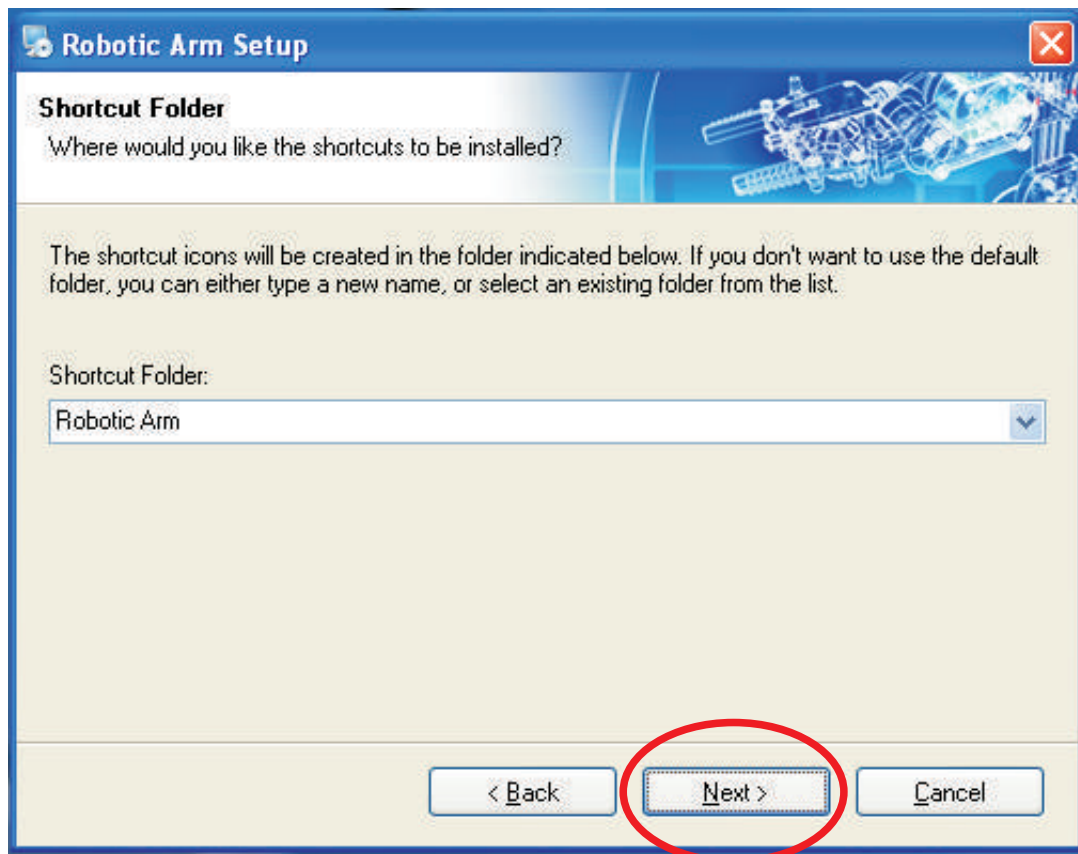 Robotic Arm Setup
Shortcut Folder
Where would you like the shortcuts to be installed?
The shortcut icons will be created in the folder indicated below. If you don't want to use the default
folder, you can either type a new name, or select an existing folder from the list.
Shortcut Folder:
Robotic Arm
< Back Next > Cancel